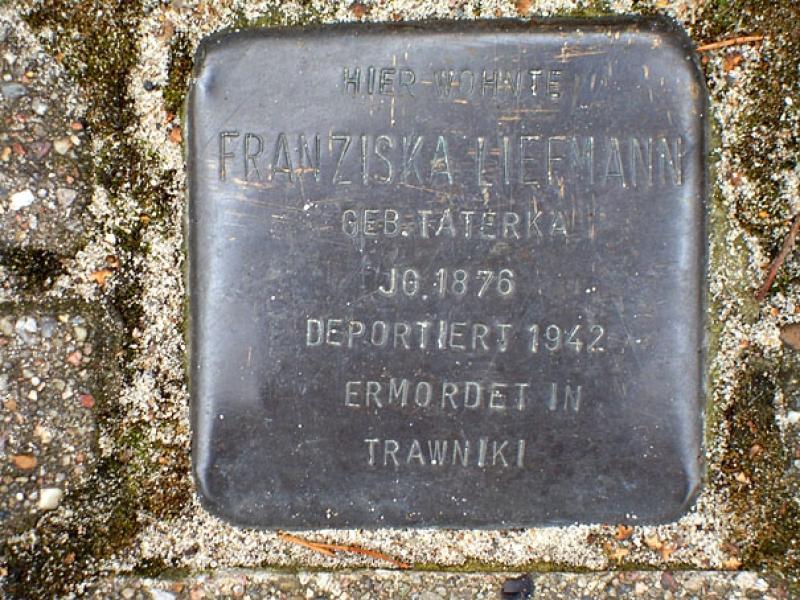 HIER WOHNTE
FRANZISKA LIEFMANN
GEB. TATERKA
JG. 1876
DEPORTIERT 1942
ERMORDET IN
TRAWNIKI